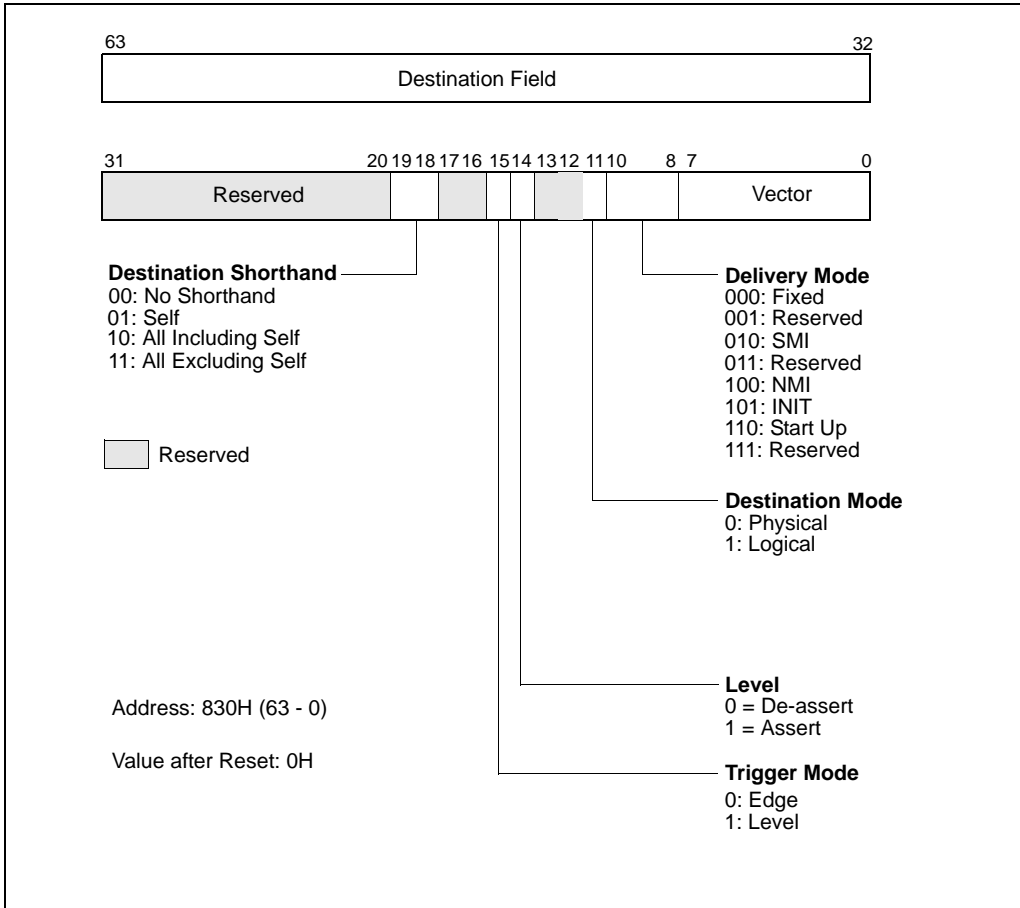 63 32
Destination Field
31 20 19 18 17 16 15 14 13 12 11 10 8 7 0
Reserved Vector
Destination Shorthand
00: No Shorthand
01: Self
10: All Including Self
11: All Excluding Self
Reserved
Delivery Mode
000: Fixed
001: Reserved
010: SMI
011: Reserved
100: NMI
101: INIT
110: Start Up
111: Reserved
Destination Mode
0: Physical
1: Logical
Level
0 = De-assert
1 = Assert
Address: 830H (63 - 0)
Value after Reset: 0H
Trigger Mode
0: Edge
1: Level